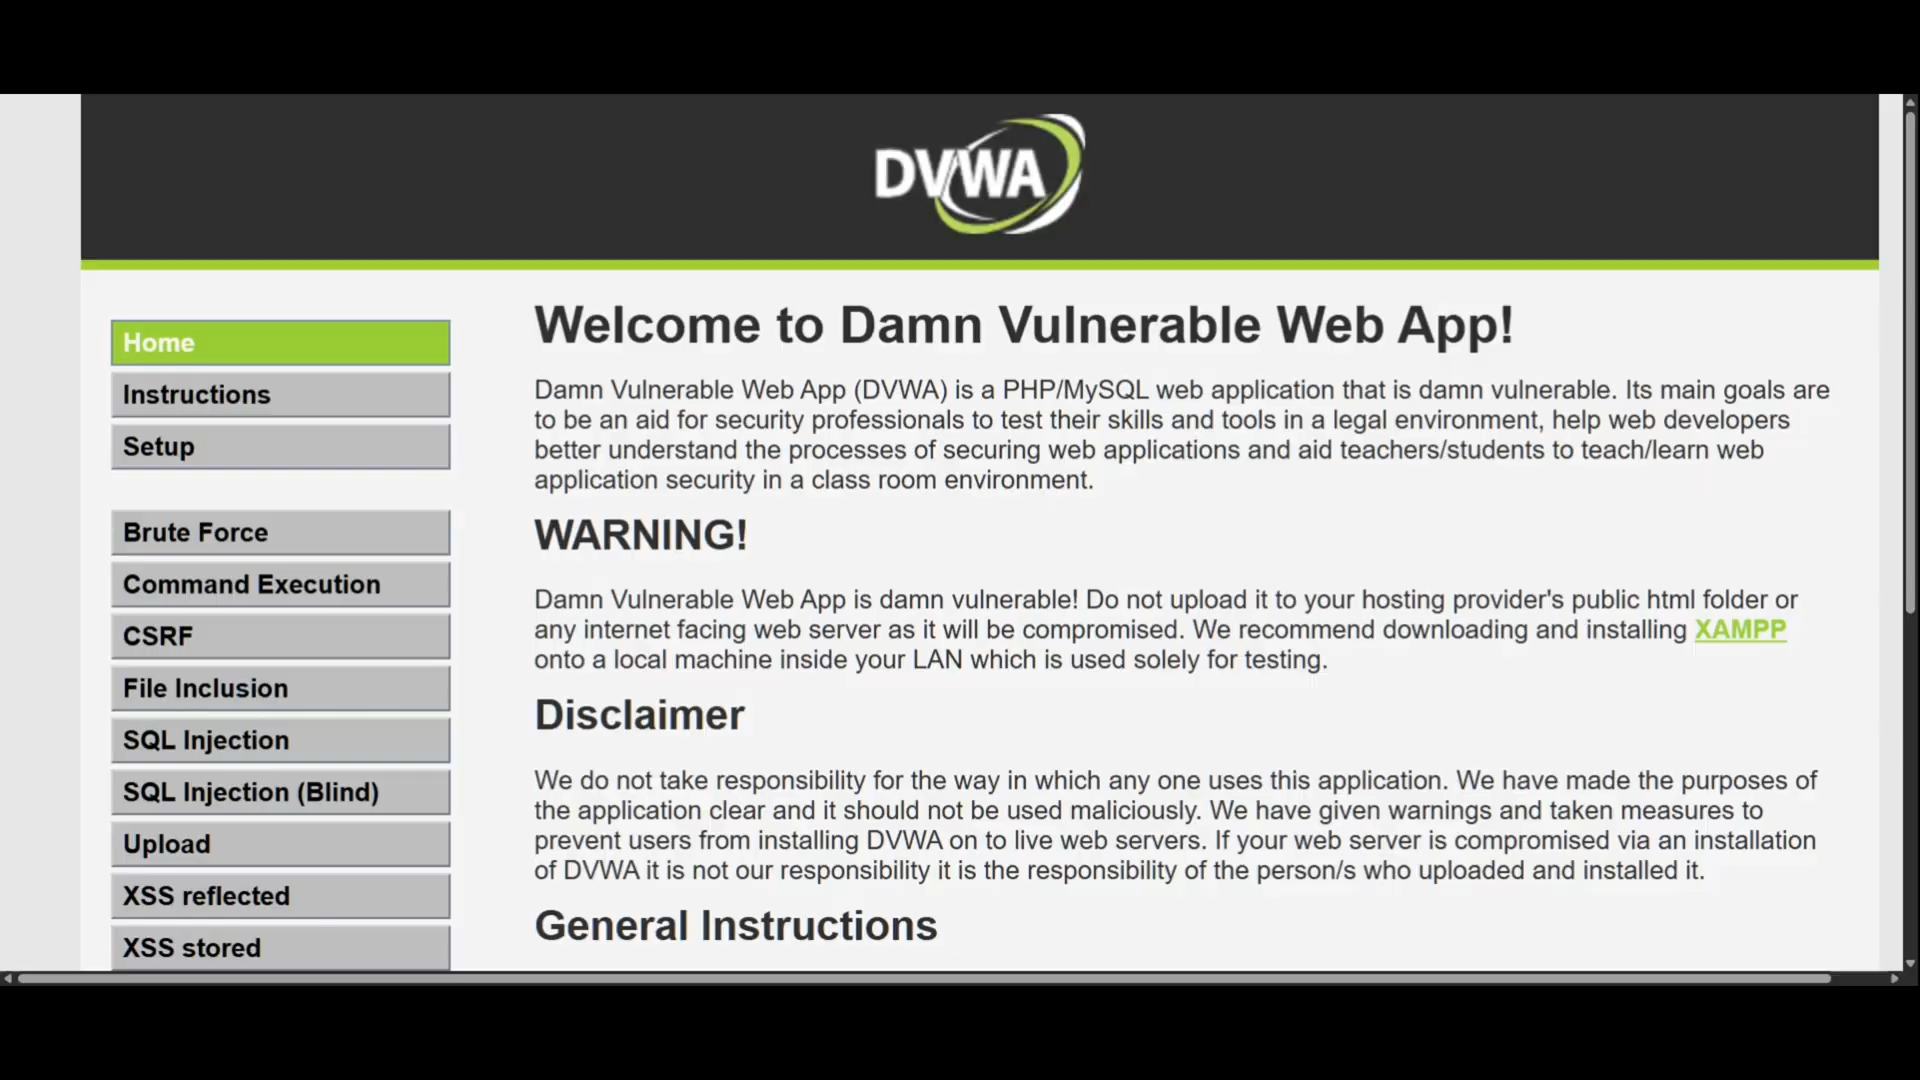 DVWA
Home
Instructions
Setup
Brute Force
Command Execution
CSRF
File Inclusion
SQL Injection
SQL Injection (Blind)
Upload
XSS reflected
XSS stored
Welcome to Damn Vulnerable Web App!
Damn Vulnerable Web App (DVWA) is a PHP/MySQL web application that is damn vulnerable. Its main goals are
to be an aid for security professionals to test their skills and tools in a legal environment, help web developers
better understand the processes of securing web applications and aid teachers/students to teach/learn web
application security in a class room environment.
WARNING!
Damn Vulnerable Web App is damn vulnerable! Do not upload it to your hosting provider's public html folder or
any internet facing web server as it will be compromised. We recommend downloading and installing XAMPP
onto a local machine inside your LAN which is used solely for testing.
Disclaimer
We do not take responsibility for the way in which any one uses this application. We have made the purposes of
the application clear and it should not be used maliciously. We have given warnings and taken measures to
prevent users from installing DVWA on to live web servers. If your web server is compromised via an installation
of DVWA it is not our responsibility it is the responsibility of the person/s who uploaded and installed it.
General Instructions